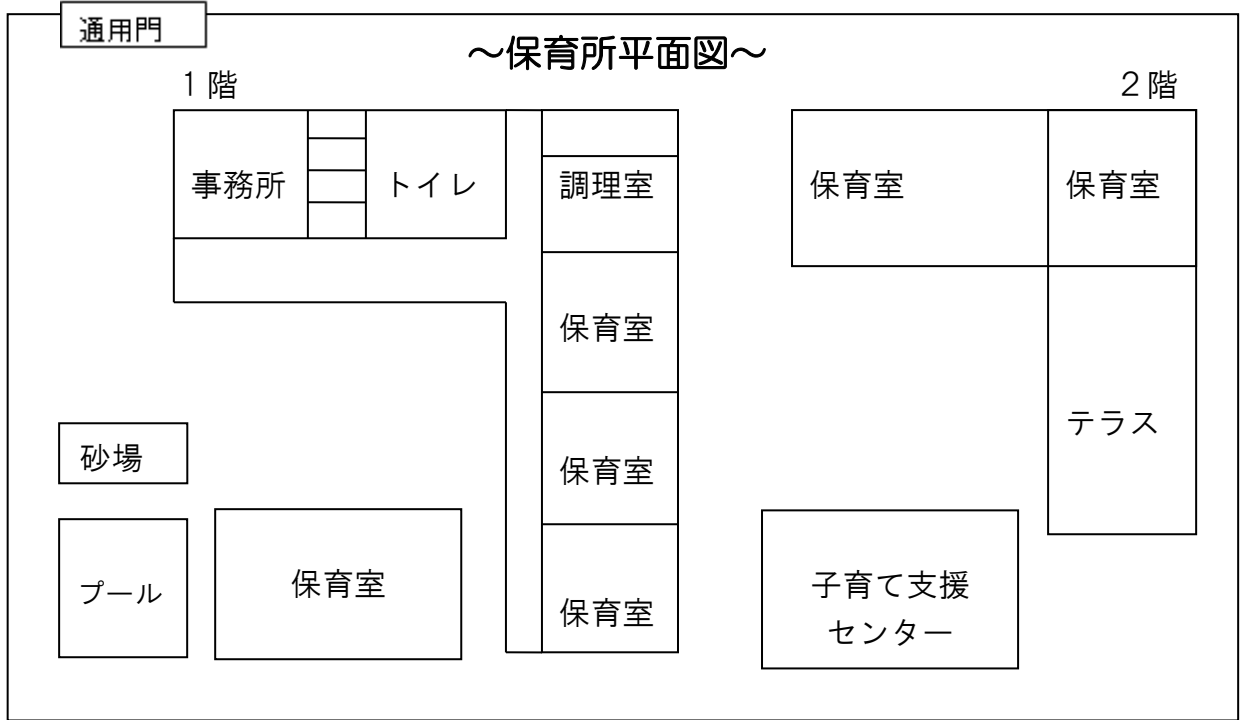 通用門
～保育所平面図～
１階
２階
事務所
トイレ
調理室
保育室
保育室
保育室
保育室
保育室
テラス
砂場
プール
保育室
子育て支援
センター